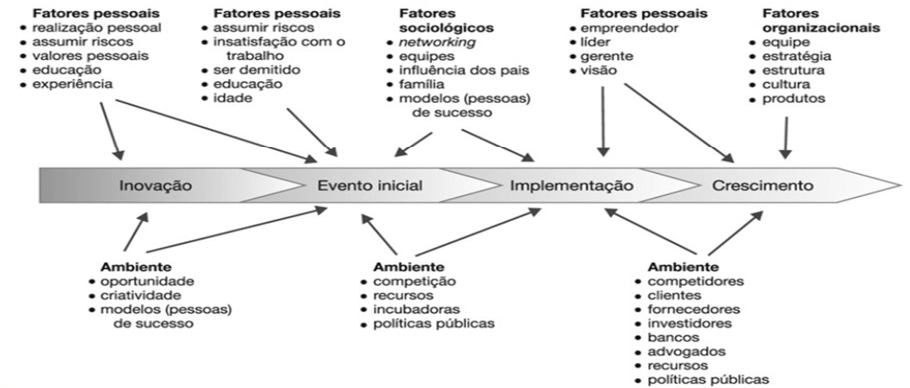 Fatores pessoais
• realização pessoal
• assumir riscos
• valores pessoais
• educação
• experiência
Fatores pessoais
• assumir riscos
• insatisfação com o
trabalho
• ser demitido
• educação
• idade
Fatores
sociológicos
• networking
• equipes
• influência dos pais
• família
• modelos (pessoas)
de sucesso
Fatores pessoais
• empreendedor
• líder
• gerente
• visão
Fatores
organizacionais
• equipe
• estratégia
• estrutura
• cultura
• produtos
Inovação
Evento inicial
Implementação
Crescimento
Ambiente
• oportunidade
• criatividade
• modelos (pessoas)
de sucesso
Ambiente
• competição
• recursos
• incubadoras
• políticas públicas
Ambiente
• competidores
• clientes
• fornecedores
• investidores
• bancos
• advogados
• recursos
• políticas públicas